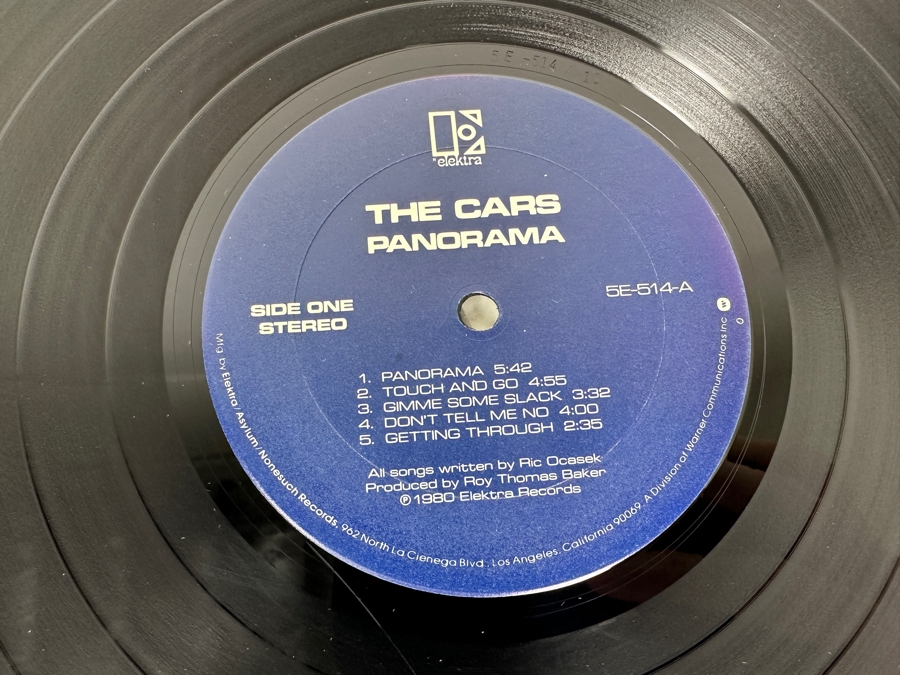 5E-514
elektra
THE CARS
PANORAMA
5E-514-A
SIDE ONE
STEREO
1. PANORAMA 5:42
2. TOUCH AND GO 4:55
3. GIMME SOME SLACK 3:32
4. DON'T TELL ME NO 4:00
5. GETTING THROUGH 2:35
All songs written by Ric Ocasek
Produced by Roy Thomas Baker
℗1980 Elektra Records
Mfg by Elektra/Asylum/Nonesuch Records, 962 North La Cienega Blvd., Los Angeles, California 90069 A Division of Warner Communications Inc. W O